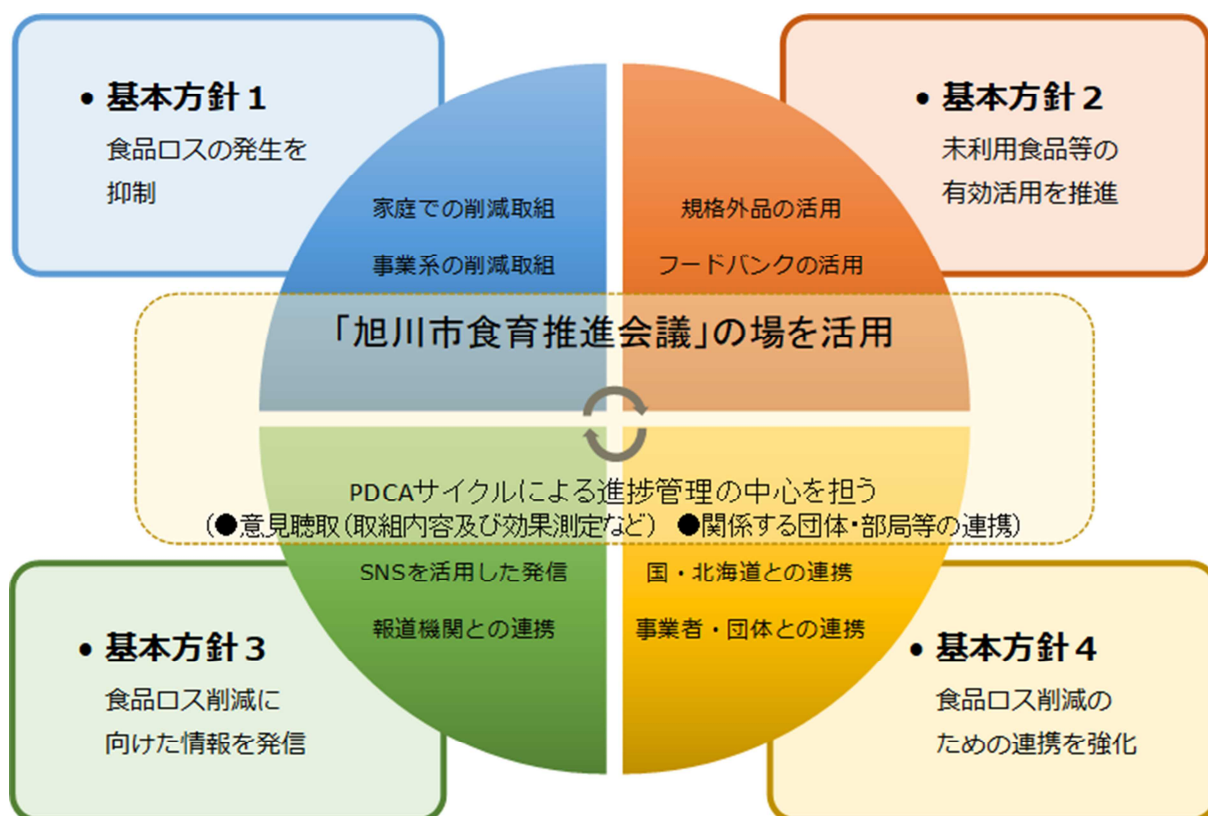 • 基本方針１
食品ロスの発生を
抑制
• 基本方針２
未利用食品等の
有効活用を推進
家庭での削減取組
事業系の削減取組
規格外品の活用
フードバンクの活用
「旭川市食育推進会議」の場を活用
PDCAサイクルによる進捗管理の中心を担う
（●意見聴取（取組内容及び効果測定など） ●関係する団体・部局等の連携）
SNSを活用した発信
報道機関との連携
国・北海道との連携
事業者・団体との連携
• 基本方針３
食品ロス削減に
向けた情報を発信
• 基本方針４
食品ロス削減の
ための連携を強化